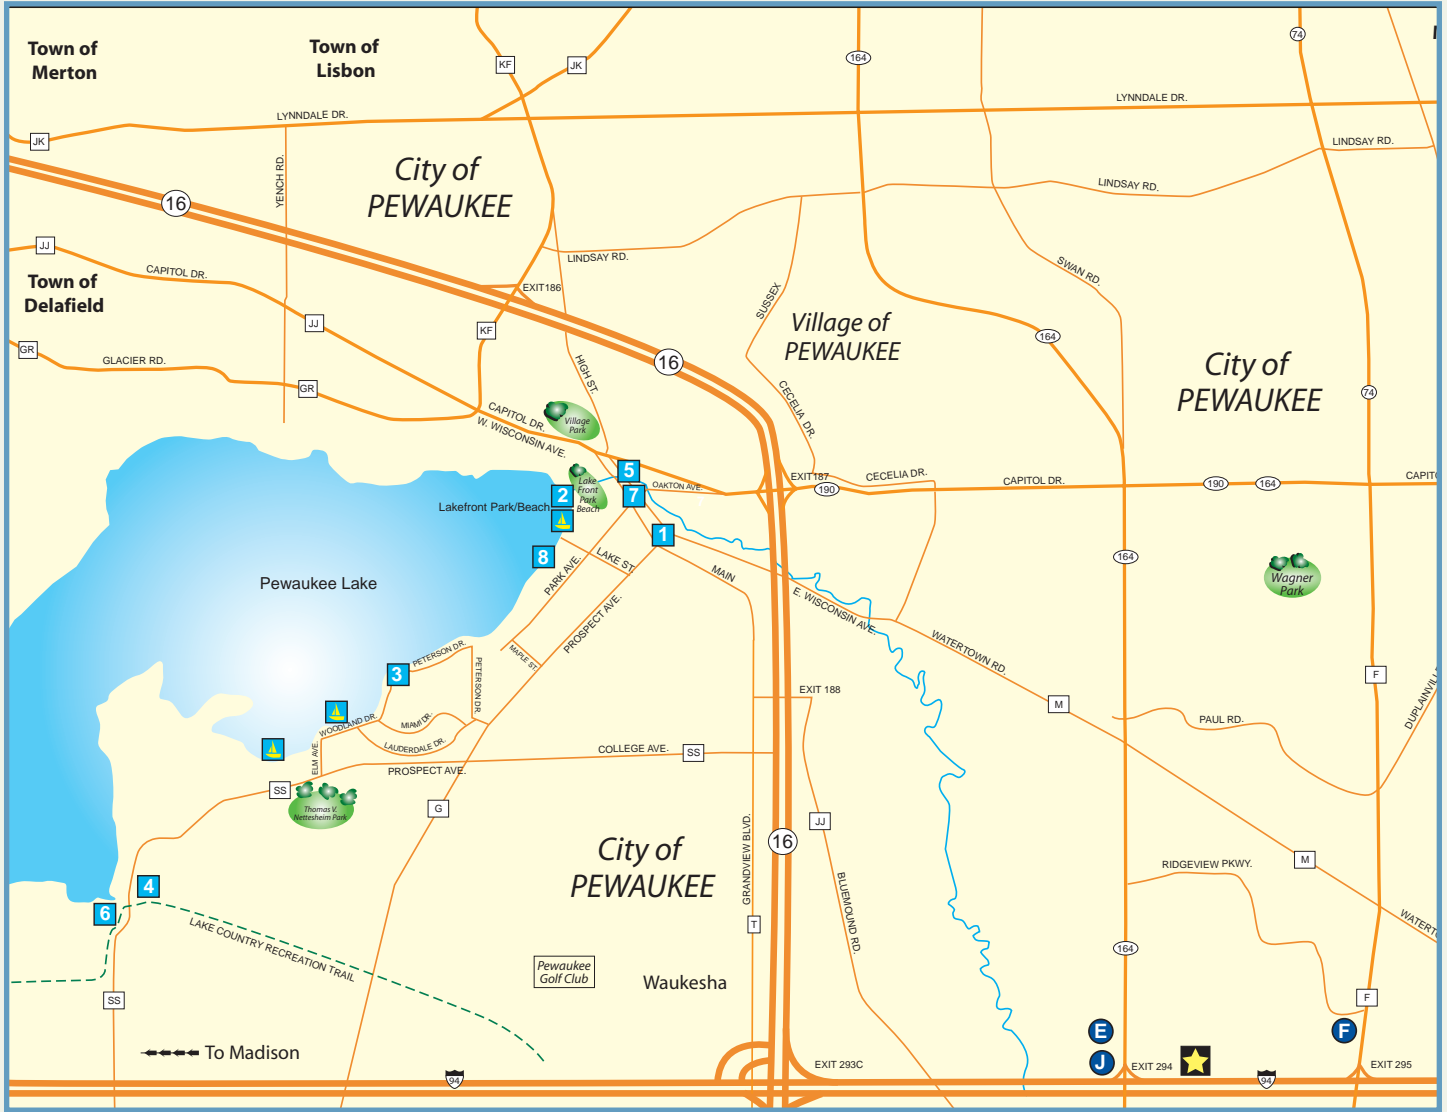 Town of
Merton
Town of
Lisbon
KF
JK
164
74
LYNNDALE DR.
LYNNDALE DR.
JK
LINDSAY RD.
YENCH RD.
City of
PEWAUKEE
LINDSAY RD.
16
JJ
CAPITOL DR.
LINDSAY RD.
SWAN RD.
Town of
Delafield
EXIT186
SUSSEX
JJ
KF
Village of
PEWAUKEE
164
GR
GLACIER RD.
16
City of
PEWAUKEE
HIGH ST.
GR
74
CECELIA DR.
CAPITOL DR.
Village
Park
W. WISCONSIN AVE.
5
EXIT187
CECELIA DR.
CAPITOL DR.
190
190
164
Lake
Front
Park
Beach
OAKTON AVE.
2
7
Lakefront Park/Beach
1
8
LAKE ST.
164
PARK AVE.
MAIN
Pewaukee Lake
Wagner
Park
E. WISCONSIN AVE.
PROSPECT AVE.
WATERTOWN RD.
MAPLE ST.
PETERSON DR.
PETERSON DR.
3
F
EXIT 188
M
WOODLAND DR.
MIAMI DR.
PAUL RD.
LAUDERDALE DR.
ELM AVE.
COLLEGE AVE.
SS
PROSPECT AVE.
SS
Thomas V.
Nettesheim Park
G
JJ
16
GRANDVIEW BLVD.
City of
PEWAUKEE
M
RIDGEVIEW PKWY.
4
6
BLUEMOUND RD.
LAKE COUNTRY RECREATION TRAIL
T
164
Pewaukee
Golf Club
Waukesha
SS
F
E
F
To Madison
J
EXIT 293C
EXIT 294
EXIT 295
94
94